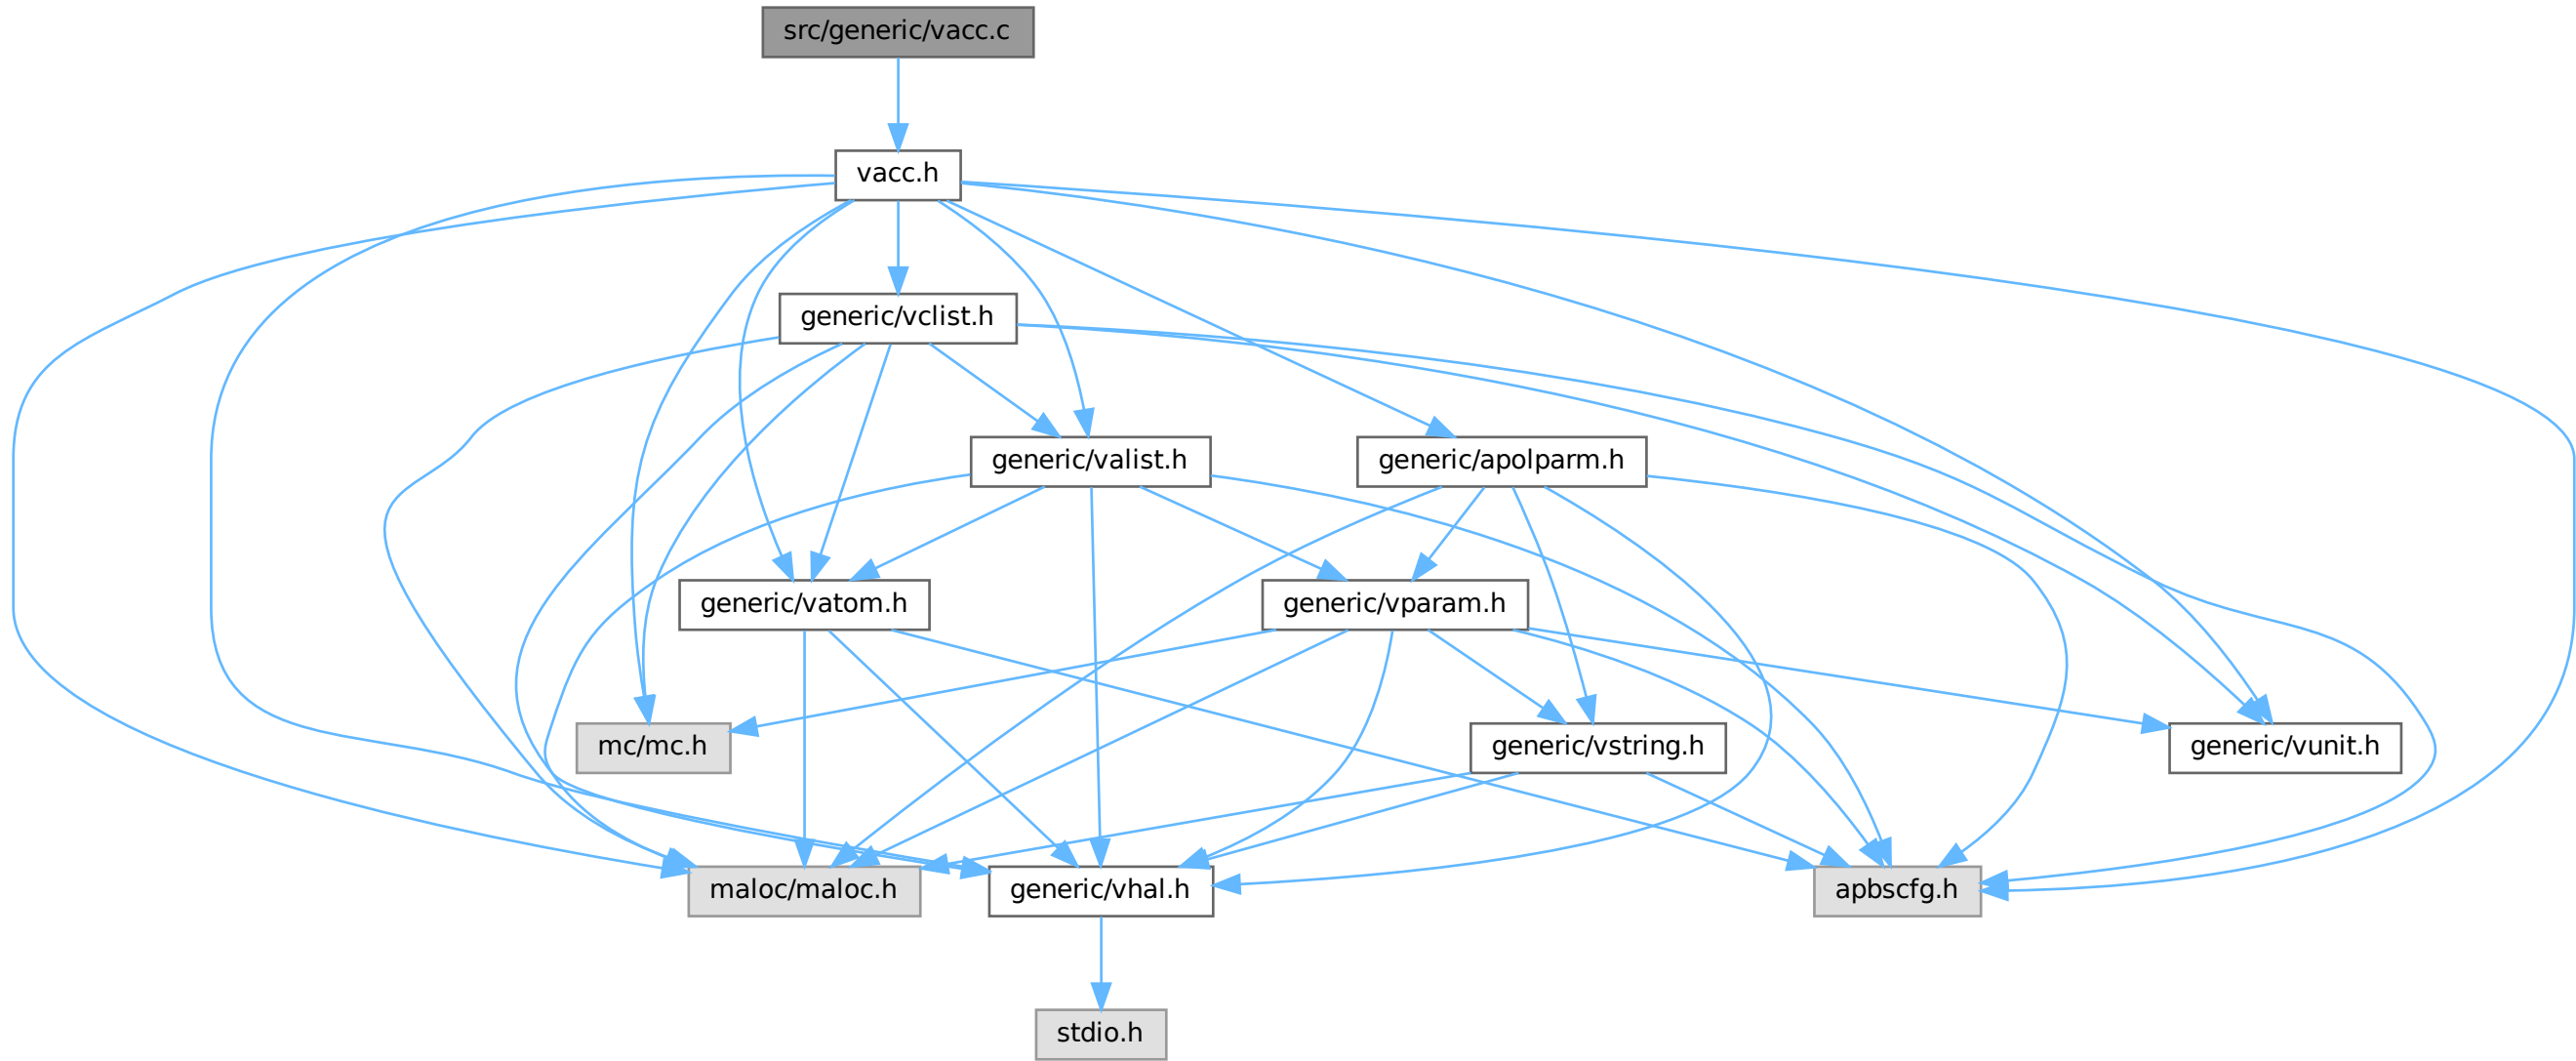 src/generic/vacc.c
vacc.h
generic/vclist.h
generic/valist.h
generic/apolparm.h
generic/vatom.h
generic/vparam.h
mc/mc.h
generic/vstring.h
generic/vunit.h
maloc/maloc.h
generic/vhal.h
apbscfg.h
stdio.h